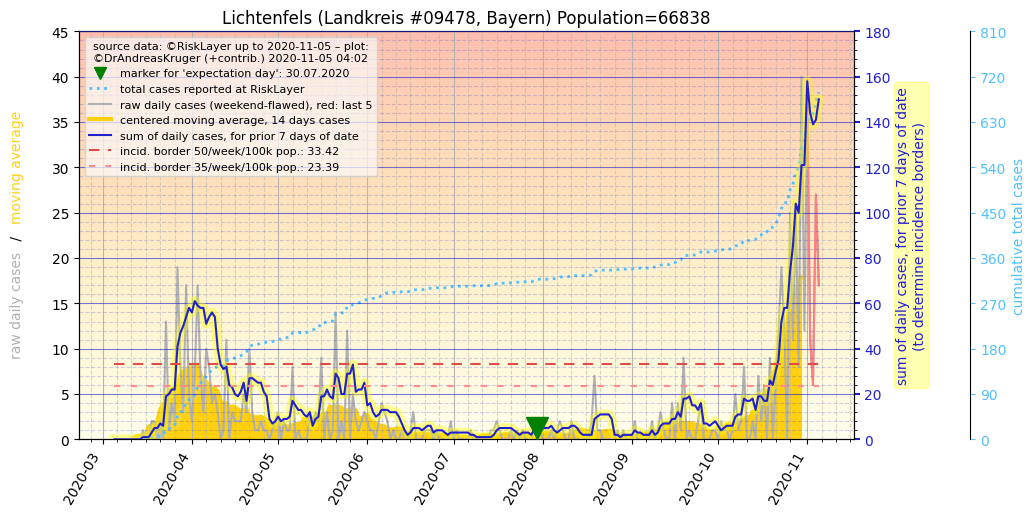 Lichtenfels (Landkreis #09478, Bayern) Population=66838
source data: ©RiskLayer up to 2020-11-05 – plot:
©DrAndreasKruger (+contrib.) 2020-11-05 04:02
marker for 'expectation day': 30.07.2020
total cases reported at RiskLayer
raw daily cases (weekend-flawed), red: last 5
centered moving average, 14 days cases
sum of daily cases, for prior 7 days of date
incid. border 50/week/100k pop.: 33.42
incid. border 35/week/100k pop.: 23.39
raw daily cases / moving average
45
40
35
30
25
20
15
10
5
0
2020-03
2020-04
2020-05
2020-06
2020-07
2020-08
2020-09
2020-10
2020-11
180
160
140
120
100
80
60
40
20
0
sum of daily cases, for prior 7 days of date
(to determine incidence borders)
810
720
630
540
450
360
270
180
90
0
cumulative total cases